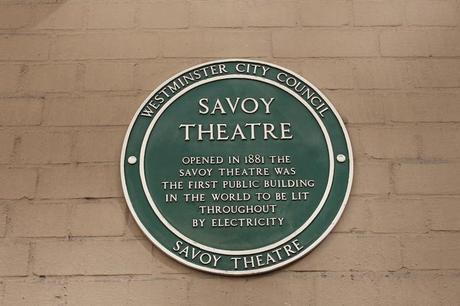 WESTMINSTER CITY COUNCIL
SAVOY
THEATRE
OPENED IN 1881 THE
SAVOY THEATRE WAS
THE FIRST PUBLIC BUILDING
IN THE WORLD TO BE LIT
THROUGHOUT
BY ELECTRICITY
SAVOY THEATRE